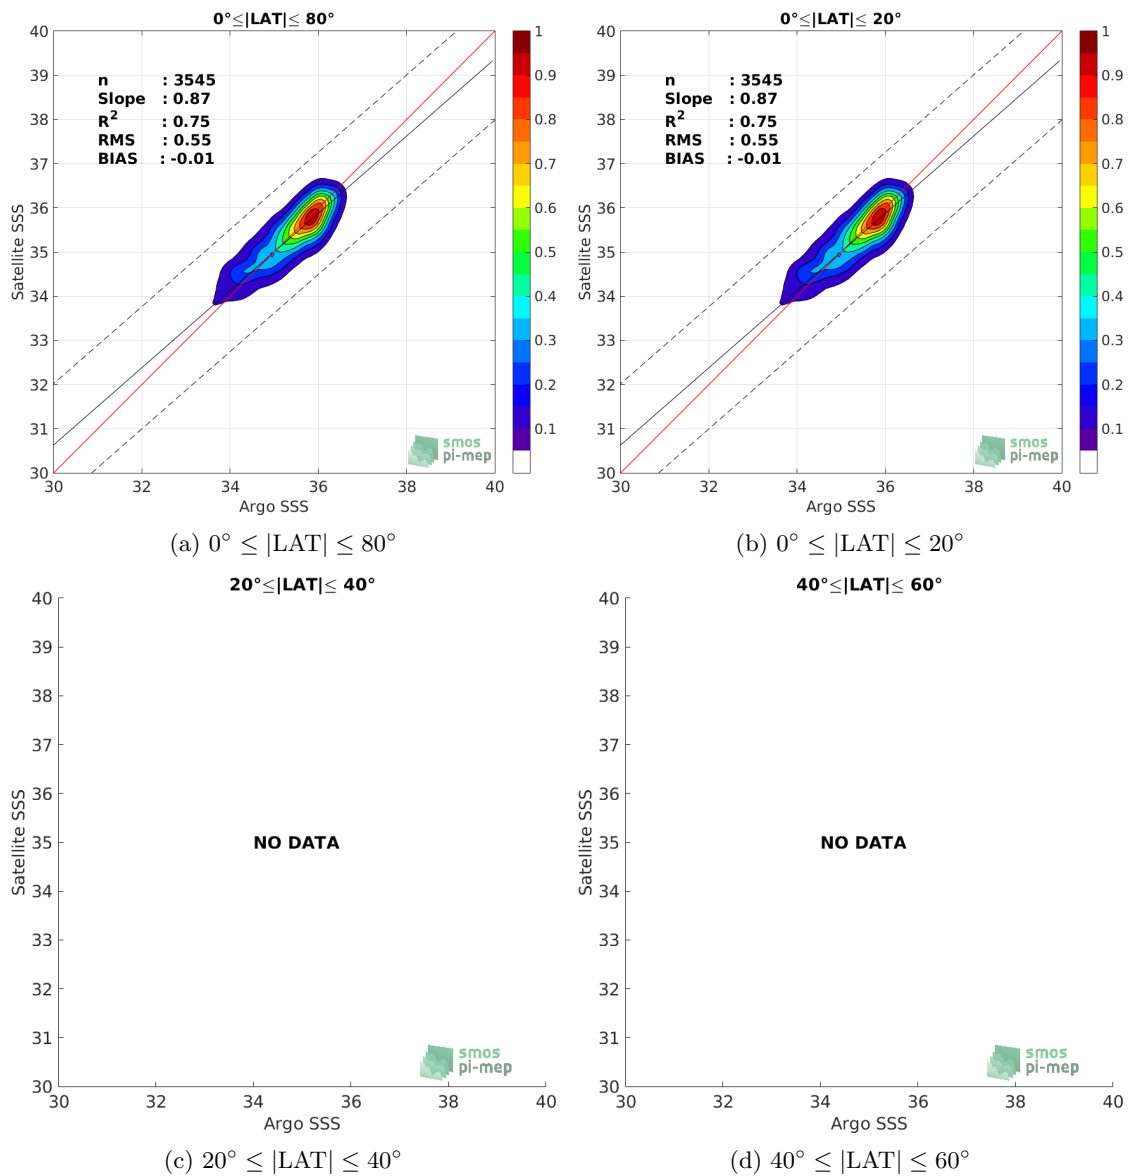 0°≤|LAT|≤ 80°
40
39
38
37
36
35
34
33
32
31
30
Satellite SSS
n : 3545
Slope : 0.87
R2 : 0.75
RMS : 0.55
BIAS : -0.01
smos
pi-mep
30 32 34 36 38 40
Argo SSS
1
0.9
0.8
0.7
0.6
0.5
0.4
0.3
0.2
0.1
(a) 0° ≤ |LAT| ≤ 80°
0°≤|LAT|≤ 20°
40
39
38
37
36
35
34
33
32
31
30
Satellite SSS
n : 3545
Slope : 0.87
R2 : 0.75
RMS : 0.55
BIAS : -0.01
smos
pi-mep
30 32 34 36 38 40
Argo SSS
1
0.9
0.8
0.7
0.6
0.5
0.4
0.3
0.2
0.1
(b) 0° ≤ |LAT| ≤ 20°
20°≤|LAT|≤ 40°
40
39
38
37
36
35
34
33
32
31
30
Satellite SSS
NO DATA
smos
pi-mep
30 32 34 36 38 40
Argo SSS
(c) 20° ≤ |LAT| ≤ 40°
40°≤|LAT|≤ 60°
40
39
38
37
36
35
34
33
32
31
30
Satellite SSS
NO DATA
smos
pi-mep
30 32 34 36 38 40
Argo SSS
(d) 40° ≤ |LAT| ≤ 60°